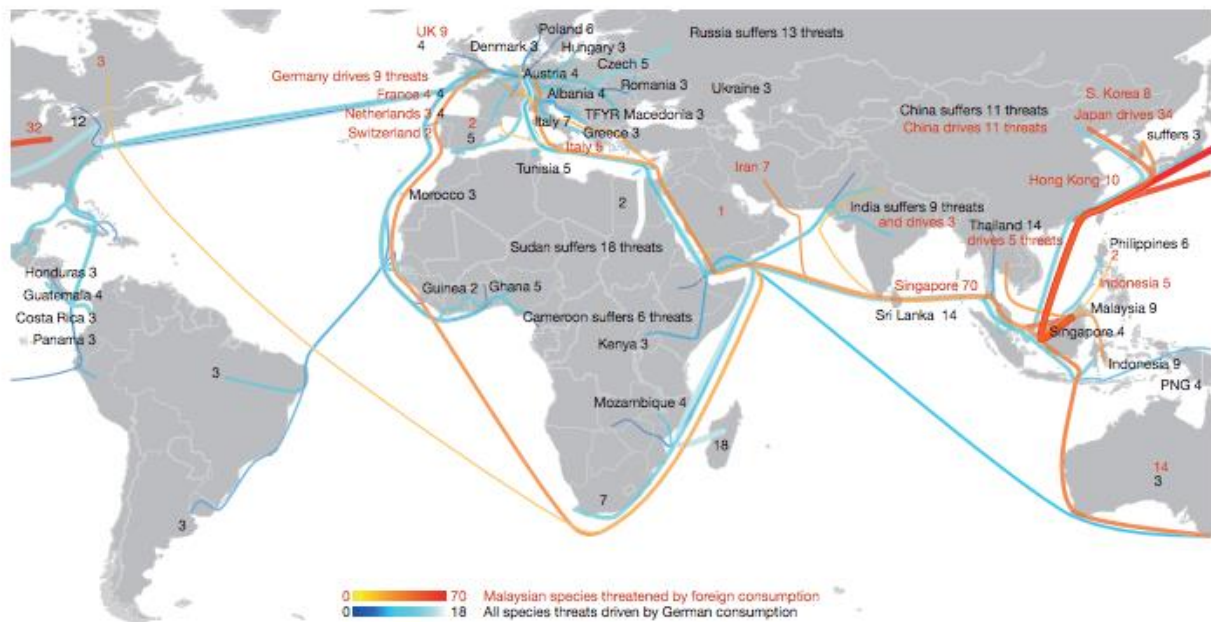 UK 9
4
Poland 6
Denmark 3
Hungary 3
Russia suffers 13 threats
3
Czech 5
Germany drives 9 threats
Austria 4
Romania 3
Ukraine 3
France 4 4
Albania 4
S. Korea 8
China suffers 11 threats
Japan drives 34
32
12
Netherlands 3 4
TFYR Macedonia 3
China drives 11 threats
suffers 3
Switzerland 2
2
5
Italy 7
Greece 3
Italy 5
Tunisia 5
Iran 7
Hong Kong 10
Morocco 3
2
1
India suffers 9 threats
and drives 3
Thailand 14
drives 5 threats
Sudan suffers 18 threats
Philippines 6
2
Honduras 3
Guinea 2
Ghana 5
Singapore 70
Indonesia 5
Guatemala 4
Malaysia 9
Costa Rica 3
Cameroon suffers 6 threats
Sri Lanka 14
Singapore 4
Panama 3
Kenya 3
3
Indonesia 9
PNG 4
Mozambique 4
18
14
3
7
3
0 70 Malaysian species threatened by foreign consumption
0 18 All species threats driven by German consumption